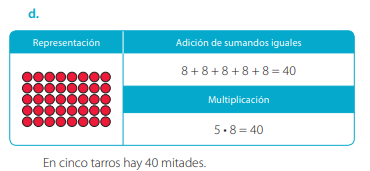 d.
Representación
Adición de sumandos iguales
8 + 8 + 8 + 8 + 8 = 40
Multiplicación
5 • 8 = 40
En cinco tarros hay 40 mitades.